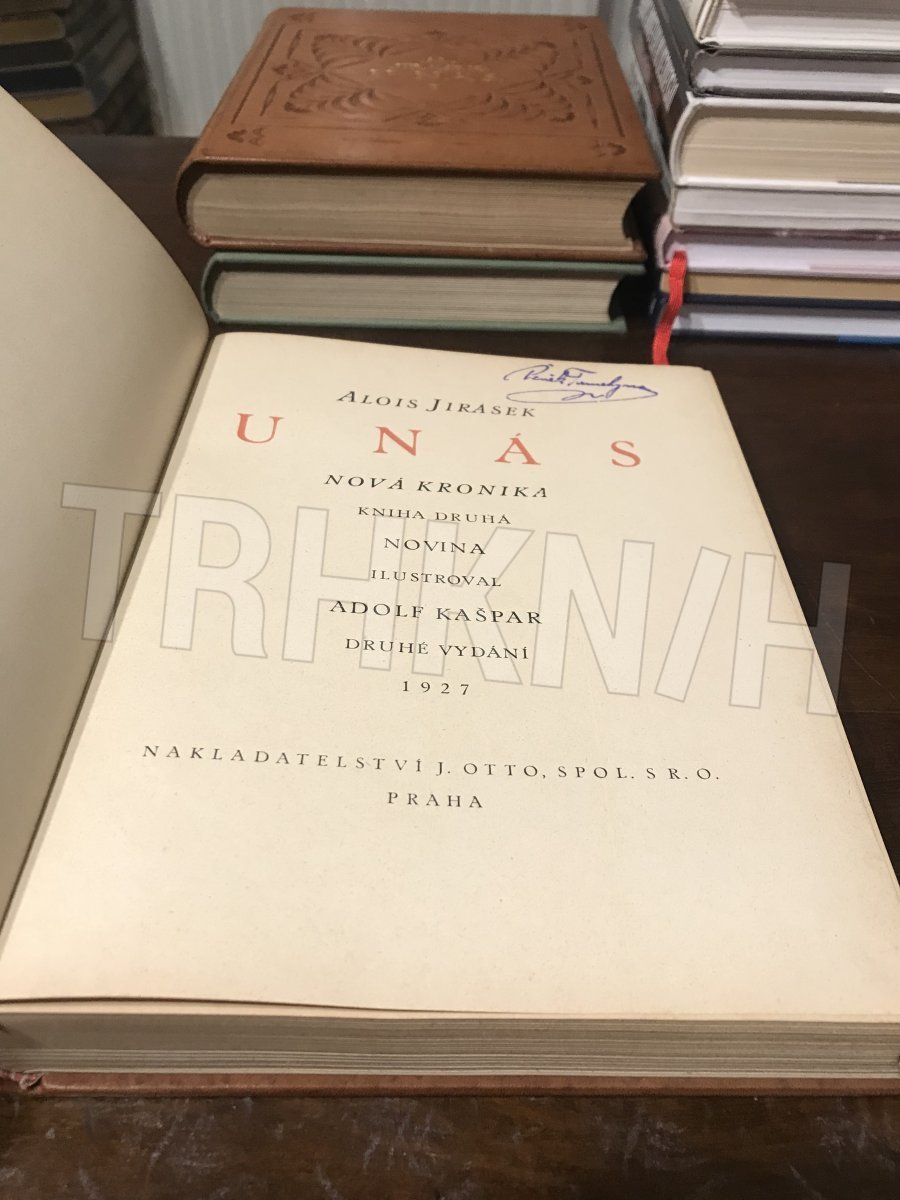 ALOIS JIRÁSEK
U NÁS
NOVÁ KRONIKA
KNIHA DRUHÁ
NOVINA
ILUSTROVAL
ADOLF KAŠPAR
DRUHÉ VYDÁNÍ
1927
NAKLADATELSTVÍ J. OTTO, SPOL. S R. O.
PRAHA
TRHKNIH